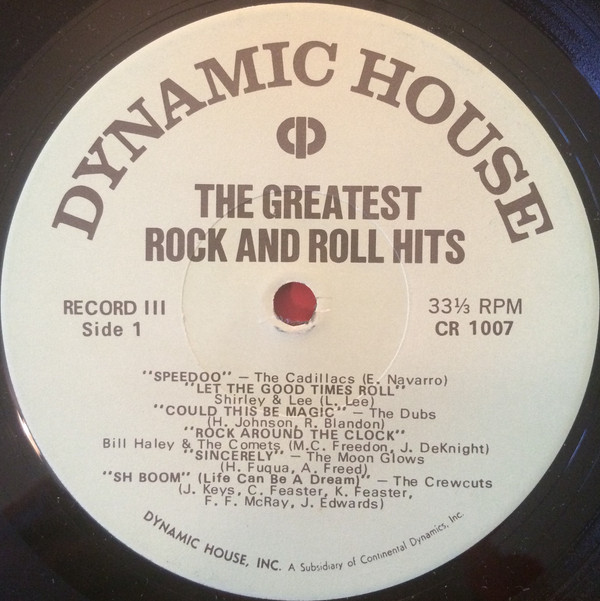 DYNAMIC HOUSE
THE GREATEST
ROCK AND ROLL HITS
RECORD III
Side 1
33⅓ RPM
CR 1007
"SPEEDOO" — The Cadillacs (E. Navarro)
"LET THE GOOD TIMES ROLL"
Shirley & Lee (L. Lee)
"COULD THIS BE MAGIC" — The Dubs
(H. Johnson, R. Blandon)
"ROCK AROUND THE CLOCK"
Bill Haley & The Comets (M.C. Freedon, J. DeKnight)
"SINCERELY" — The Moon Glows
(H. Fuqua, A. Freed)
"SH BOOM" (Life Can Be A Dream)" — The Crewcuts
(J. Keys, C. Feaster, K. Feaster,
F. F. McRay, J. Edwards)
DYNAMIC HOUSE, INC. A Subsidiary of Continental Dynamics, Inc.